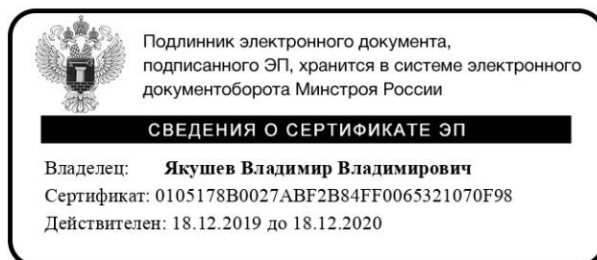 Подлинник электронного документа,
подписанного ЭП, хранится в системе электронного
документоборота Минстроя России
СВЕДЕНИЯ О СЕРТИФИКАТЕ ЭП
Владелец: Якушев Владимир Владимирович
Сертификат: 0105178B0027ABF2B84FF0065321070F98
Действителен: 18.12.2019 до 18.12.2020